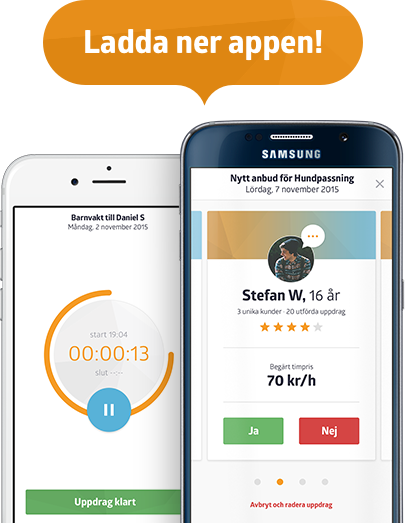 Ladda ner appen!
SAMSUNG
Nytt anbud för Hundpassning
Lördag, 7 november 2015
Stefan W, 16 år
3 unika kunder · 20 utförda uppdrag
Begärt timpris
70 kr/h
Ja
Nej
Avbryt och radera uppdrag
Barnvakt till Daniel S
Måndag, 2 november 2015
start 19:04
00:00:13
slut --:--
Uppdrag klart